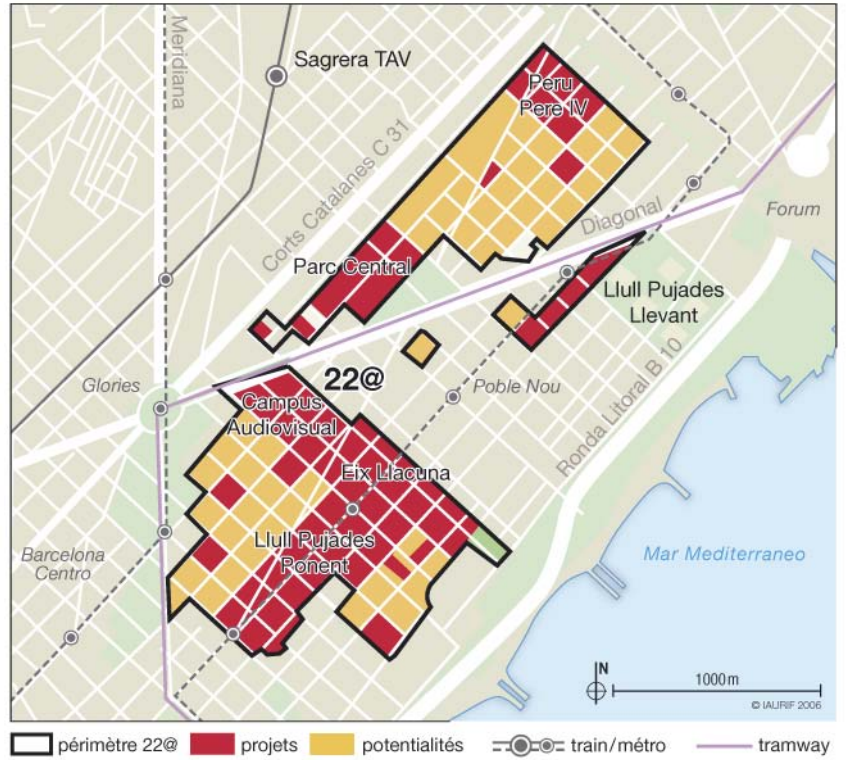 Meridiana
Sagrera TAV
Corts Catalanes C 31
Peru
Pere IV
Diagonal
Forum
Parc Central
Llull Pujades
Llevant
Glories
22@
Poble Nou
Ronda Litoral B 10
Campus
Audiovisual
Eix Llacuna
Llull Pujades
Ponent
Barcelona
Centro
Mar Mediterraneo
N
1000 m
© IAURIF 2006
périmètre 22@
projets
potentialités
train/métro
tramway